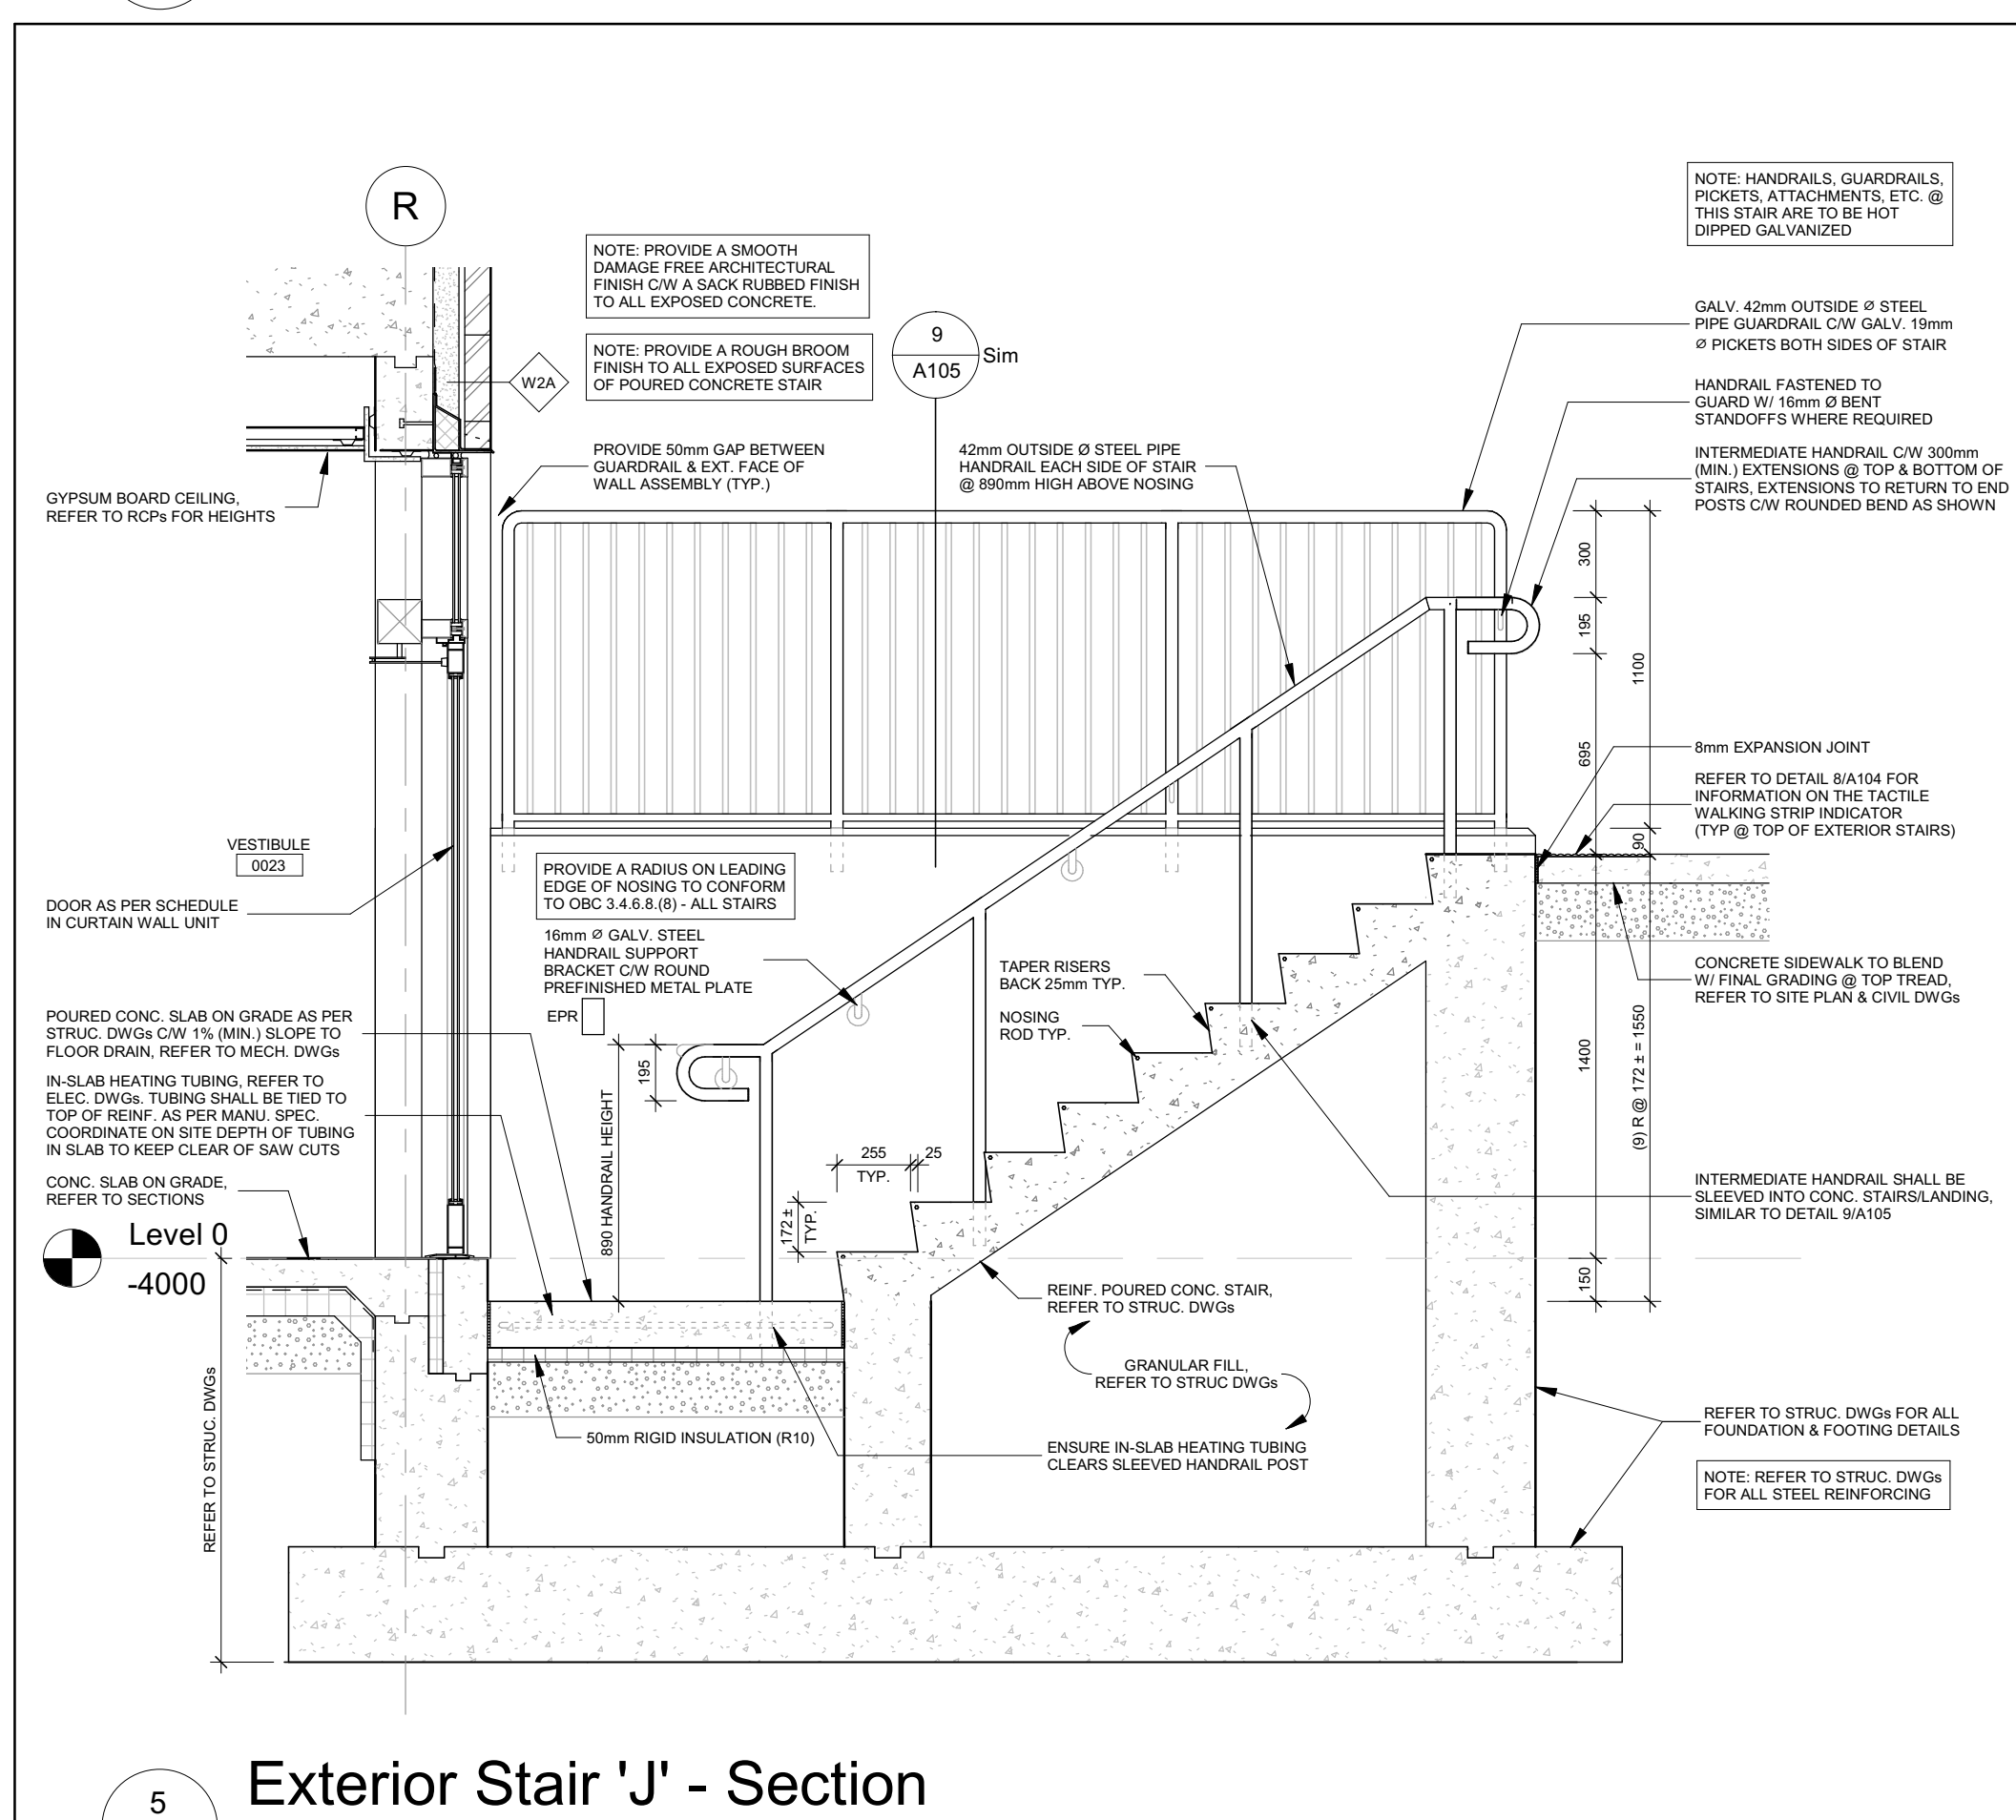 R
NOTE: PROVIDE A SMOOTH
DAMAGE FREE ARCHITECTURAL
FINISH C/W A SACK RUBBED FINISH
TO ALL EXPOSED CONCRETE.
NOTE: PROVIDE A ROUGH BROOM
FINISH TO ALL EXPOSED SURFACES
OF POURED CONCRETE STAIR
W2A
9
A105
Sim
NOTE: HANDRAILS, GUARDRAILS,
PICKETS, ATTACHMENTS, ETC. @
THIS STAIR ARE TO BE HOT
DIPPED GALVANIZED
GALV. 42mm OUTSIDE Ø STEEL
PIPE GUARDRAIL C/W GALV. 19mm
Ø PICKETS BOTH SIDES OF STAIR
HANDRAIL FASTENED TO
GUARD W/ 16mm Ø BENT
STANDOFFS WHERE REQUIRED
INTERMEDIATE HANDRAIL C/W 300mm
(MIN.) EXTENSIONS @ TOP & BOTTOM OF
STAIRS, EXTENSIONS TO RETURN TO END
POSTS C/W ROUNDED BEND AS SHOWN
PROVIDE 50mm GAP BETWEEN
GUARDRAIL & EXT. FACE OF
WALL ASSEMBLY (TYP.)
42mm OUTSIDE Ø STEEL PIPE
HANDRAIL EACH SIDE OF STAIR
@ 890mm HIGH ABOVE NOSING
GYPSUM BOARD CEILING,
REFER TO RCPs FOR HEIGHTS
300
195
695
1400
150
1100
90
(9) R @ 172 ± = 1550
8mm EXPANSION JOINT
REFER TO DETAIL 8/A104 FOR
INFORMATION ON THE TACTILE
WALKING STRIP INDICATOR
(TYP @ TOP OF EXTERIOR STAIRS)
VESTIBULE
0023
DOOR AS PER SCHEDULE
IN CURTAIN WALL UNIT
PROVIDE A RADIUS ON LEADING
EDGE OF NOSING TO CONFORM
TO OBC 3.4.6.8.(8) - ALL STAIRS
16mm Ø GALV. STEEL
HANDRAIL SUPPORT
BRACKET C/W ROUND
PREFINISHED METAL PLATE
EPR
TAPER RISERS
BACK 25mm TYP.
NOSING
ROD TYP.
CONCRETE SIDEWALK TO BLEND
W/ FINAL GRADING @ TOP TREAD,
REFER TO SITE PLAN & CIVIL DWGs
POURED CONC. SLAB ON GRADE AS PER
STRUC. DWGs C/W 1% (MIN.) SLOPE TO
FLOOR DRAIN, REFER TO MECH. DWGs
IN-SLAB HEATING TUBING, REFER TO
ELEC. DWGs. TUBING SHALL BE TIED TO
TOP OF REINF. AS PER MANU. SPEC.
COORDINATE ON SITE DEPTH OF TUBING
IN SLAB TO KEEP CLEAR OF SAW CUTS
CONC. SLAB ON GRADE,
REFER TO SECTIONS
195
890 HANDRAIL HEIGHT
255
TYP.
25
172 ±
TYP.
INTERMEDIATE HANDRAIL SHALL BE
SLEEVED INTO CONC. STAIRS/LANDING,
SIMILAR TO DETAIL 9/A105
Level 0
-4000
REINF. POURED CONC. STAIR,
REFER TO STRUC. DWGs
GRANULAR FILL,
REFER TO STRUC DWGs
50mm RIGID INSULATION (R10)
ENSURE IN-SLAB HEATING TUBING
CLEARS SLEEVED HANDRAIL POST
REFER TO STRUC. DWGs
REFER TO STRUC. DWGs FOR ALL
FOUNDATION & FOOTING DETAILS
NOTE: REFER TO STRUC. DWGs
FOR ALL STEEL REINFORCING
5
Exterior Stair 'J' - Section